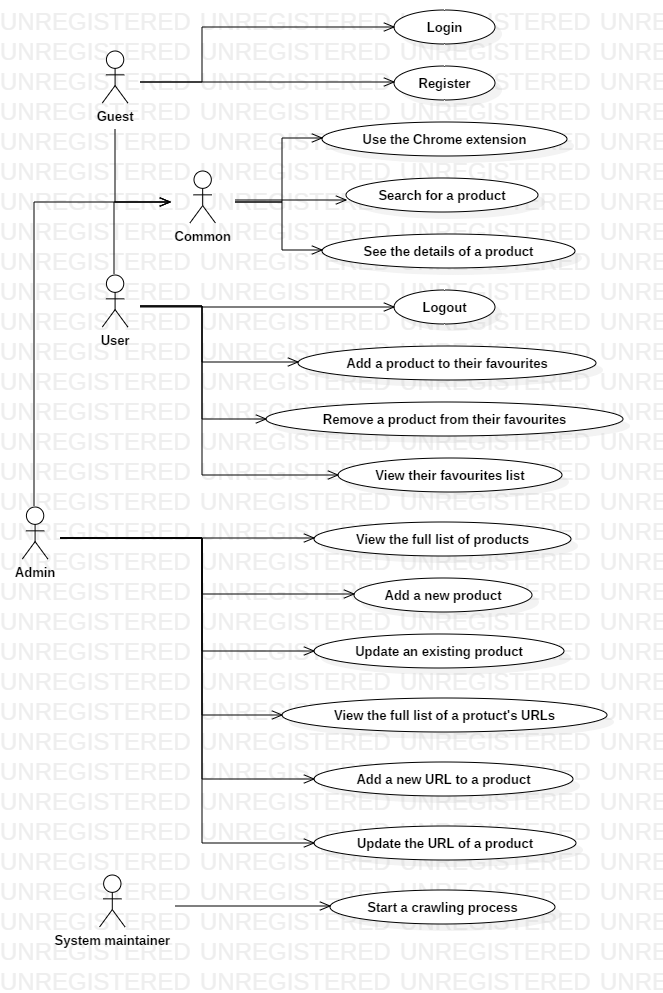 Login
Register
Guest
Use the Chrome extension
Search for a product
Common
See the details of a product
Logout
User
Add a product to their favourites
Remove a product from their favourites
View their favourites list
View the full list of products
Admin
Add a new product
Update an existing product
View the full list of a protuct's URLs
Add a new URL to a product
Update the URL of a product
Start a crawling process
System maintainer
UNREGISTERED